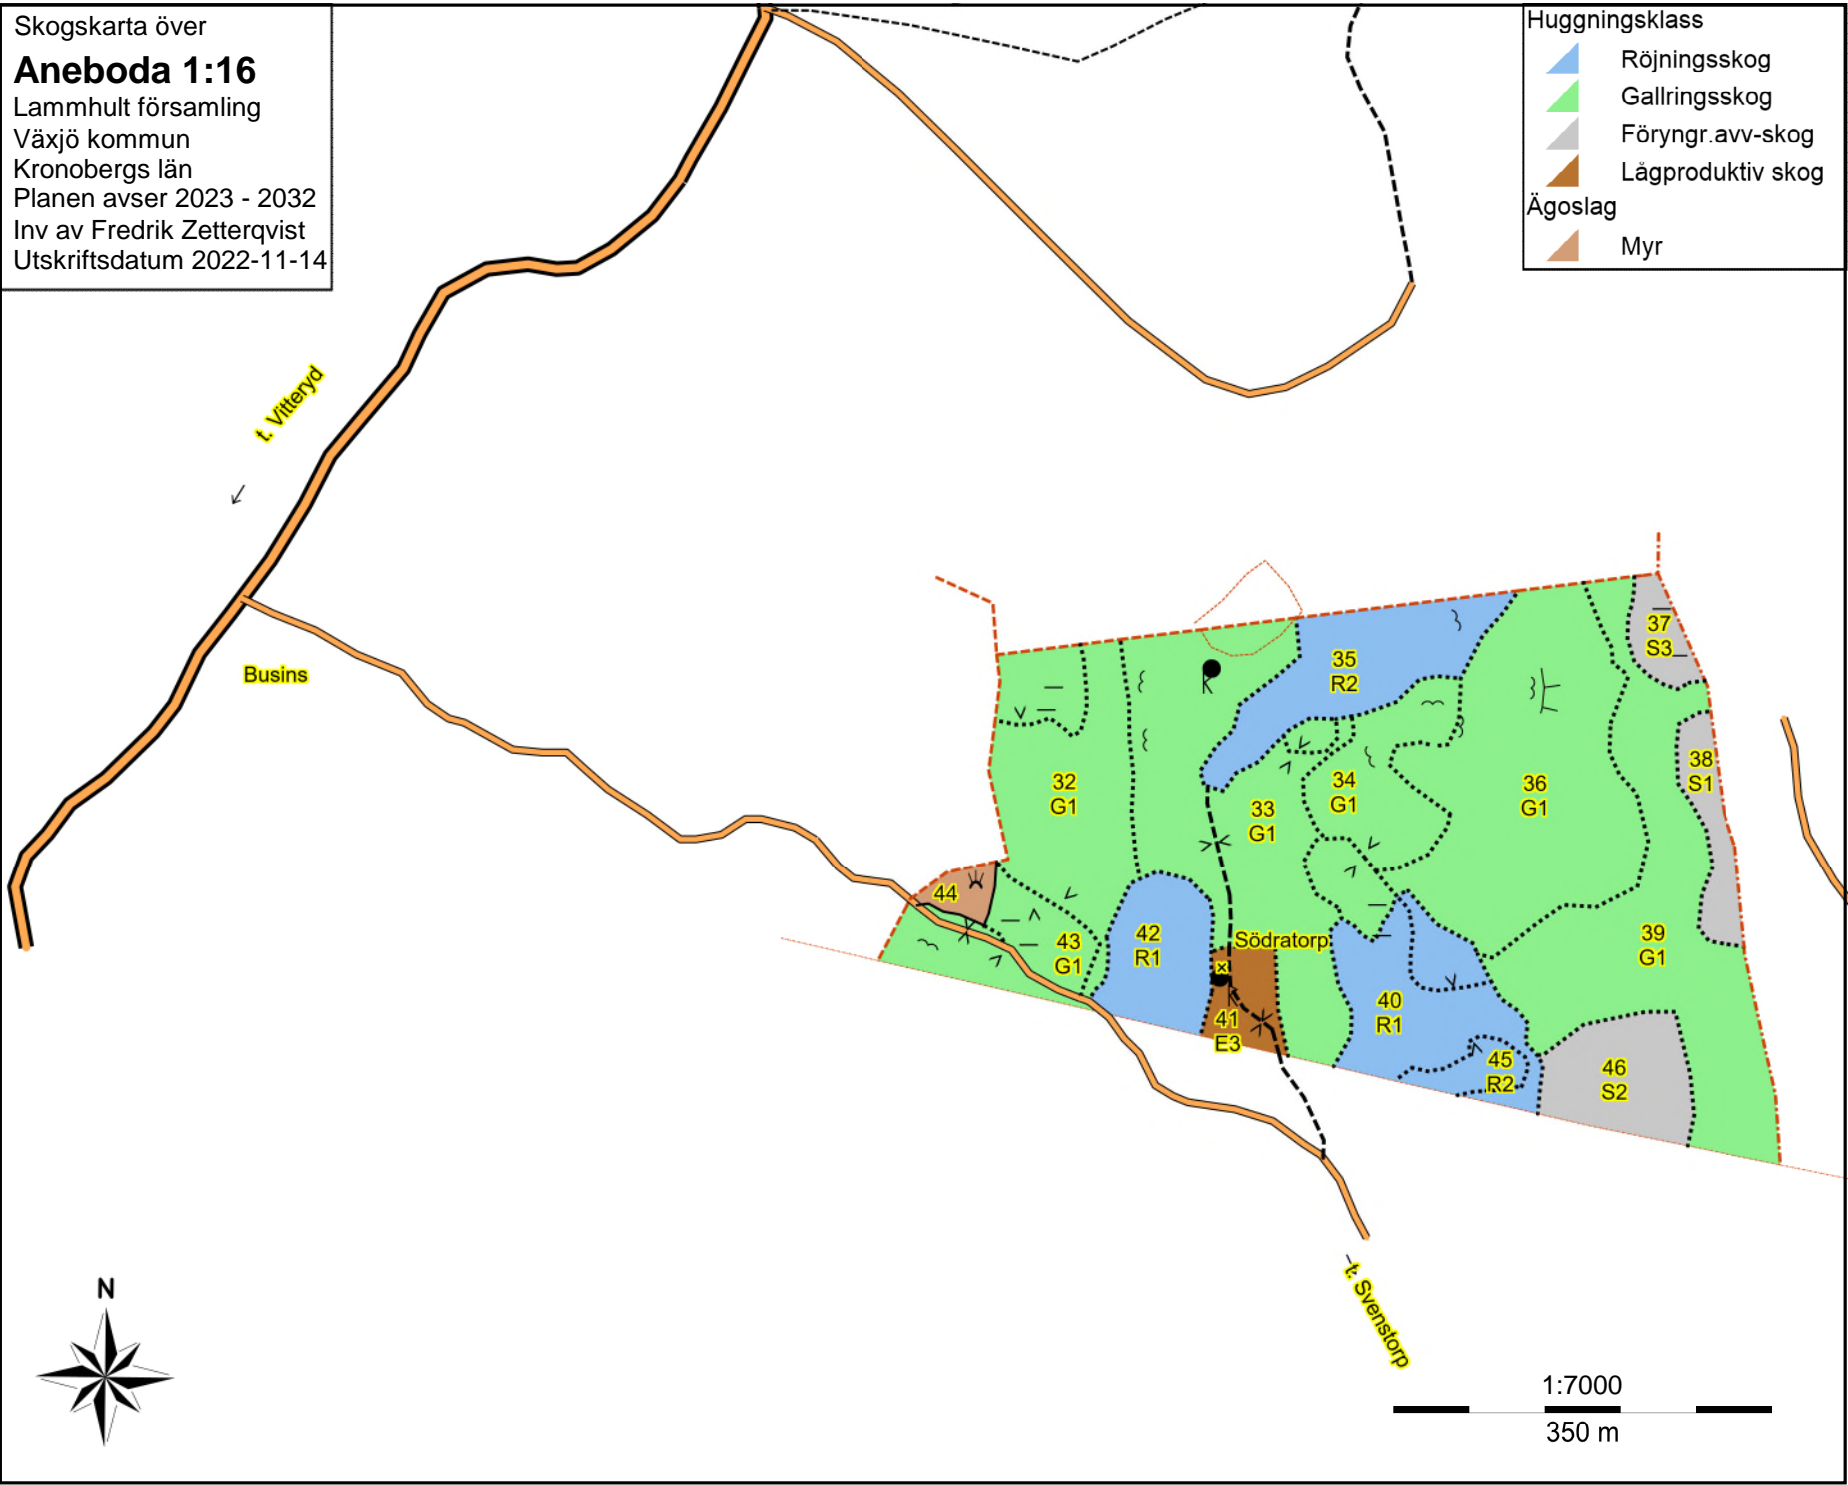 Skogskarta över
Aneboda 1:16
Lammhult församling
Växjö kommun
Kronobergs län
Planen avser 2023 - 2032
Inv av Fredrik Zetterqvist
Utskriftsdatum 2022-11-14
Huggningsklass
Röjningsskog
Gallringsskog
Föryngr.avv-skog
Lågproduktiv skog
Ägoslag
Myr
t. Vitteryd
Busins
37
S3
35
R2
38
S1
32
G1
34
G1
36
G1
33
G1
44
43
G1
42
R1
Södratorp
39
G1
40
R1
41
E3
45
R2
46
S2
t. Svenstorp
N
1:7000
350 m